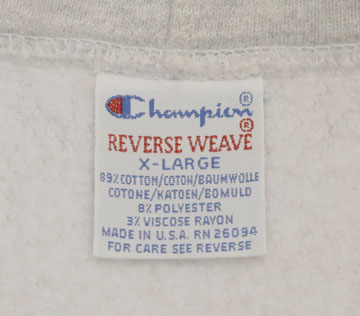 Champion®
REVERSE WEAVE®
X-LARGE
89% COTTON/COTON/BAUMWOLLE
COTONE/KATOEN/BOMULD
8% POLYESTER
3% VISCOSE RAYON
MADE IN U.S.A. RN 26094
FOR CARE SEE REVERSE